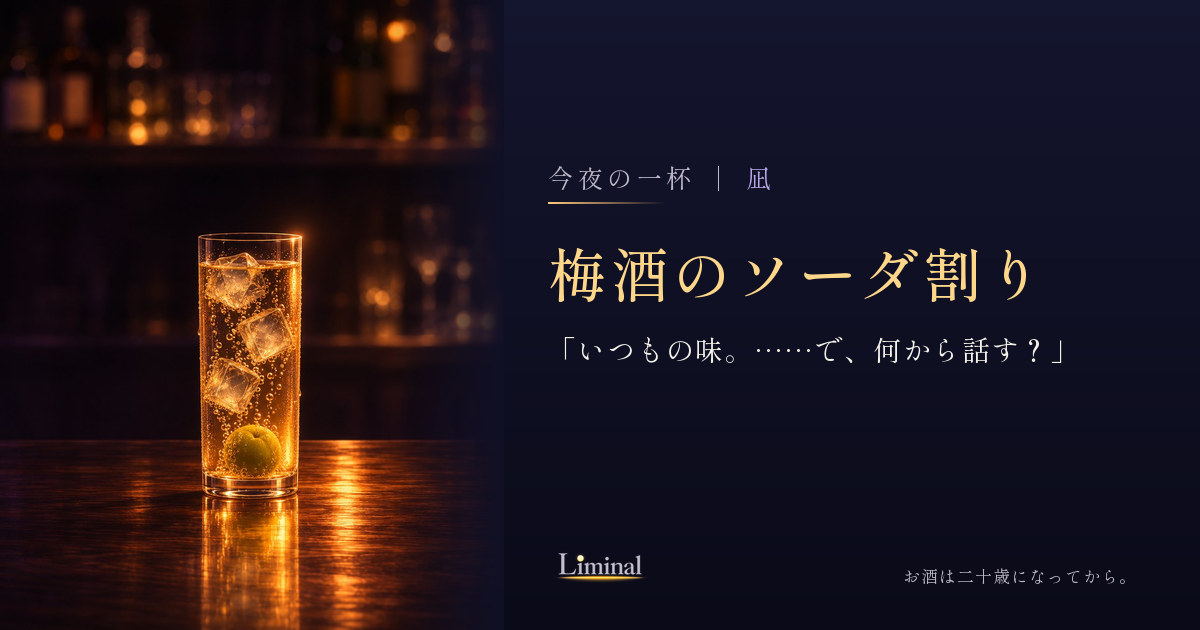 今夜の一杯 | 凪
梅酒のソーダ割り
「いつもの味。……で、何から話す？」
Liminal
お酒は二十歳になってから。